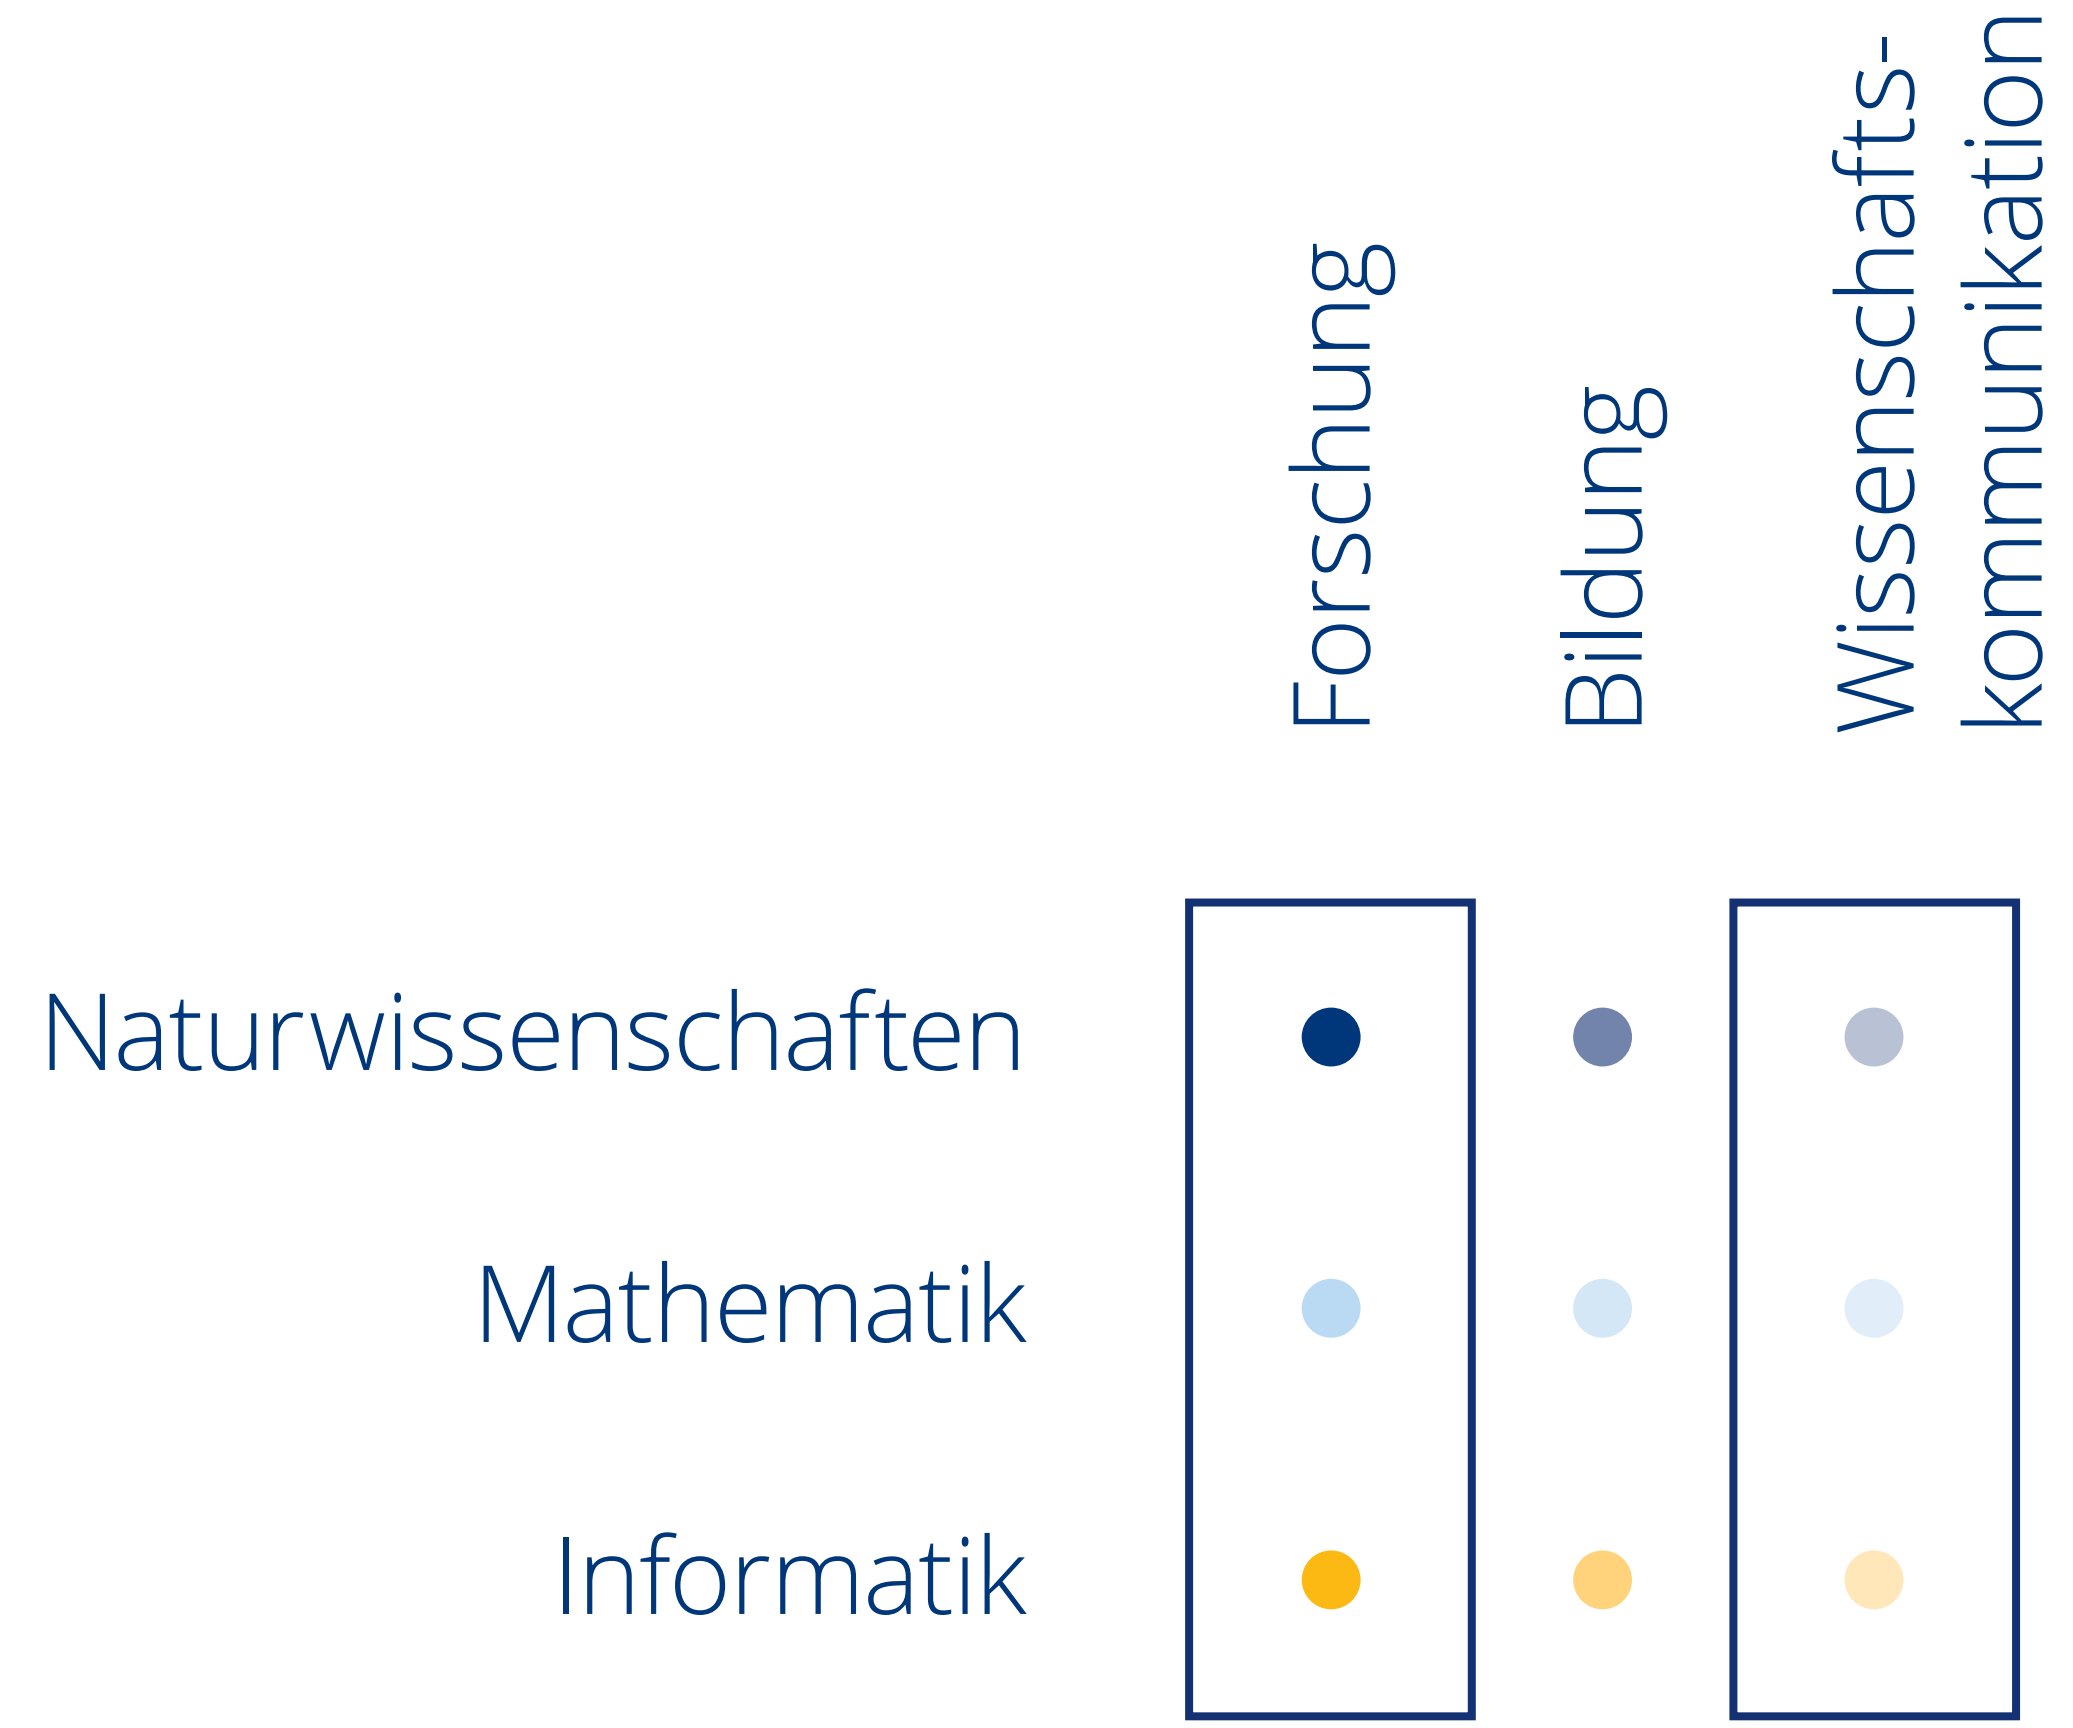 Forschung
Bildung
Wissenschafts-
kommunikation
Naturwissenschaften
Mathematik
Informatik